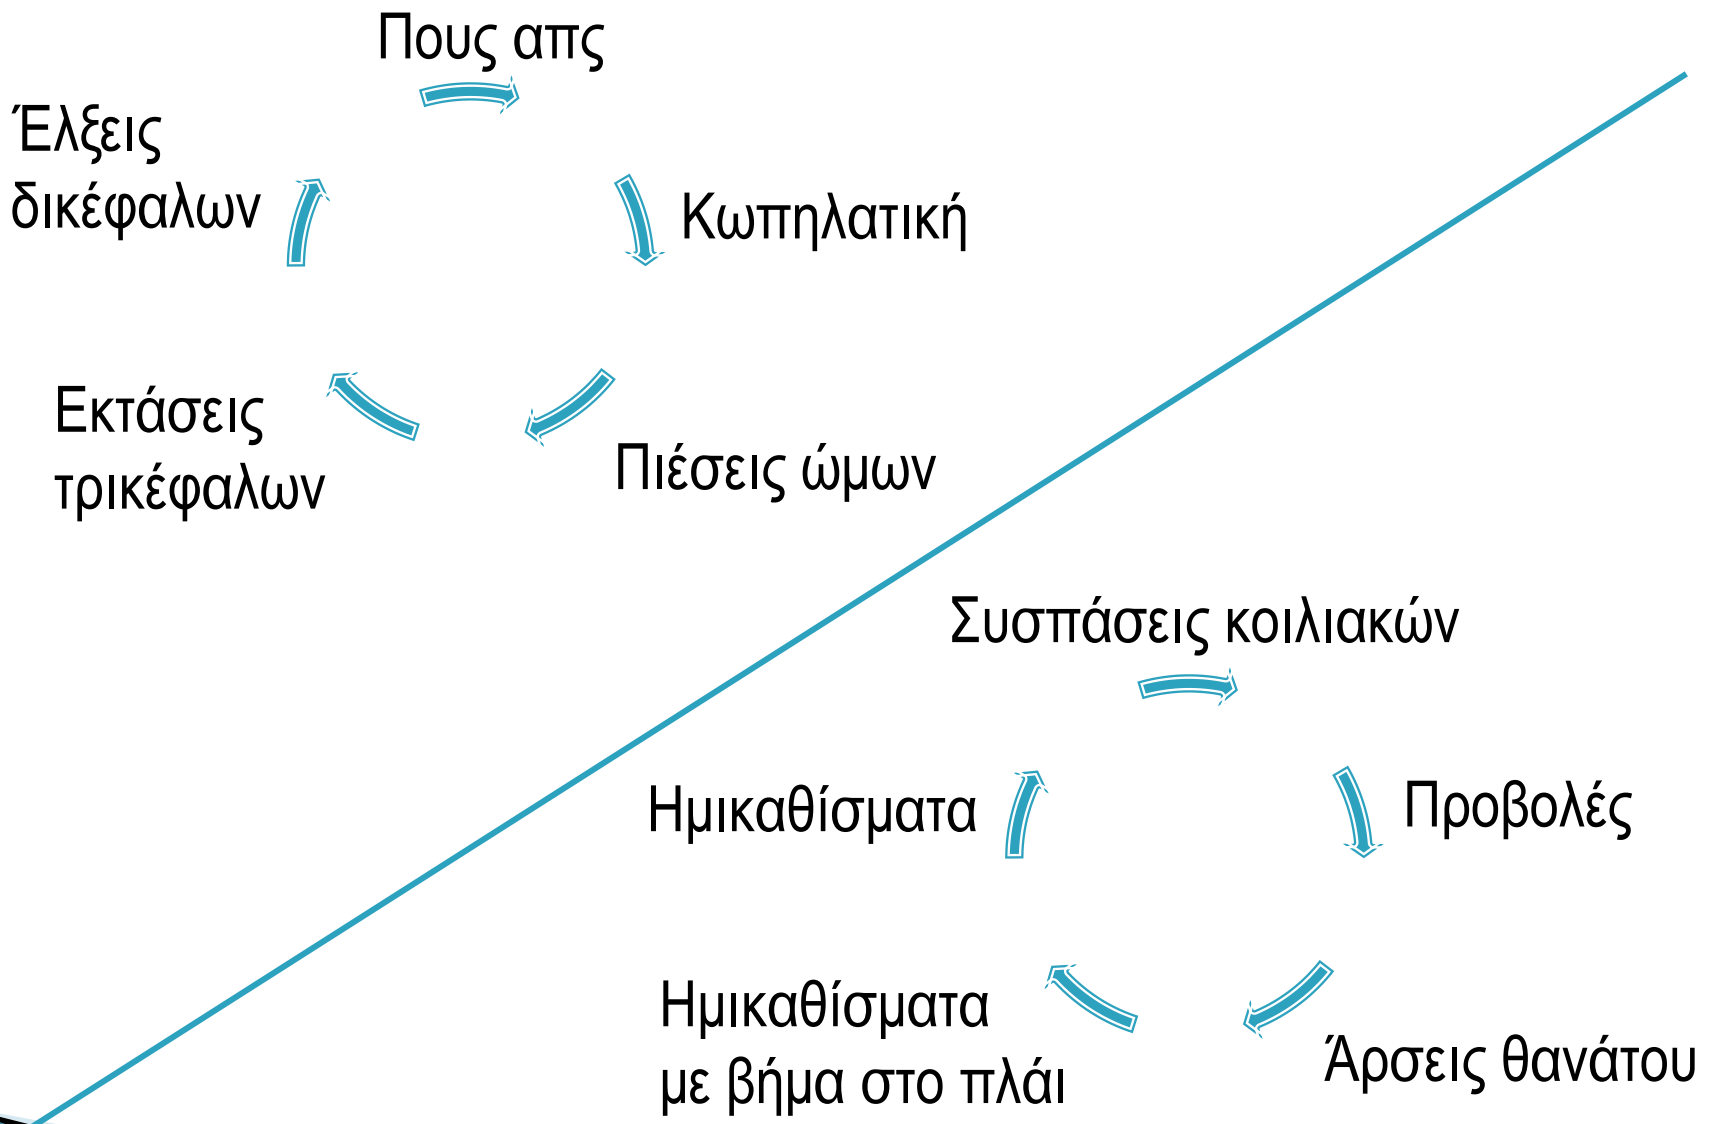 Πους απς
Έλξεις
δικέφαλων
Κωπηλατική
Εκτάσεις
τρικέφαλων
Πιέσεις ώμων
Συσπάσεις κοιλιακών
Ημικαθίσματα
Προβολές
Ημικαθίσματα
με βήμα στο πλάι
Άρσεις θανάτου